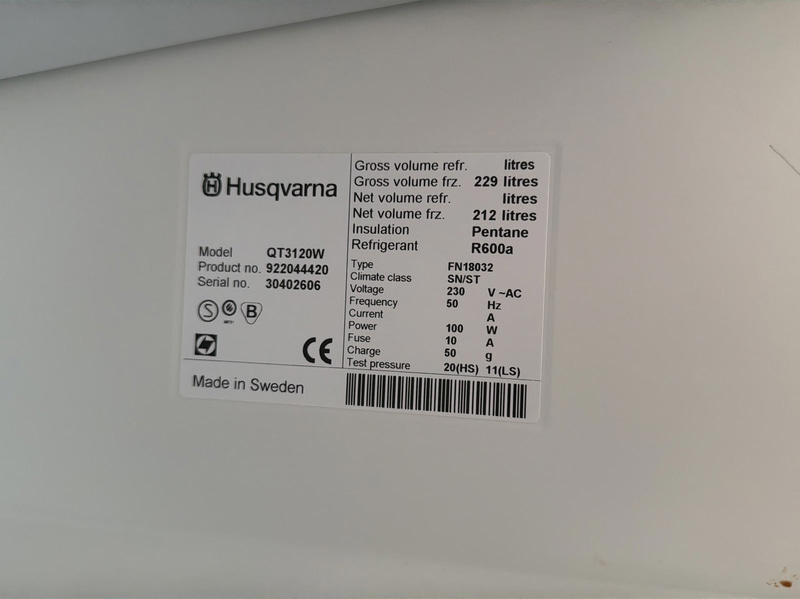 Husqvarna
Model QT3120W
Product no. 922044420
Serial no. 30402606
S
B
CE
Made in Sweden
Gross volume refr. litres
Gross volume frz. 229 litres
Net volume refr. litres
Net volume frz. 212 litres
Insulation Pentane
Refrigerant R600a
Type FN18032
Climate class SN/ST
Voltage 230 V ~AC
Frequency 50 Hz
Current A
Power 100 W
Fuse 10 A
Charge 50 g
Test pressure 20(HS) 11(LS)